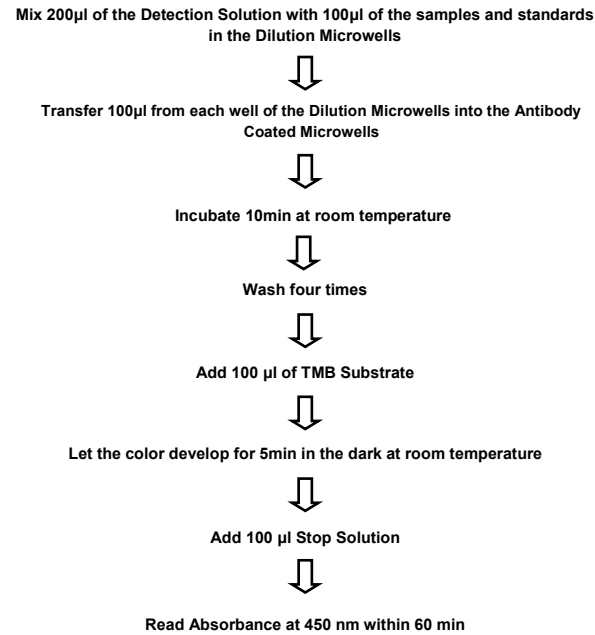 Mix 200µl of the Detection Solution with 100µl of the samples and standards
in the Dilution Microwells
Transfer 100µl from each well of the Dilution Microwells into the Antibody
Coated Microwells
Incubate 10min at room temperature
Wash four times
Add 100 µl of TMB Substrate
Let the color develop for 5min in the dark at room temperature
Add 100 µl Stop Solution
Read Absorbance at 450 nm within 60 min